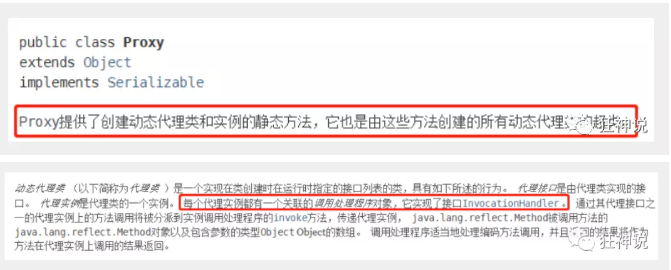 public class Proxy
extends Object
implements Serializable
Proxy提供了创建动态代理类和实例的静态方法，它也是由这些方法创建的所有动态代理
狂神说
动态代理类 （以下简称为代理类 ）是一个实现在类创建时在运行时指定的接口列表的类，具有如下所述的行为。 代理接口是由代理类实现的接
口。 代理实例是代理类的一个实例。 每个代理实例都有一个关联的调用处理程序对象，它实现了接口InvocationHandler 。 通过其代理接口之
一的代理实例上的方法调用将被分派到实例调用处理程序的invoke方法，传递代理实例， java.lang.reflect.Method被调用方法的
java.lang.reflect.Method对象以及包含参数的类型Object Object的数组。 调用处理程序适当地处理编码方法调用，并且 的结果将作为
方法在代理实例上调用的结果返回。
狂神说